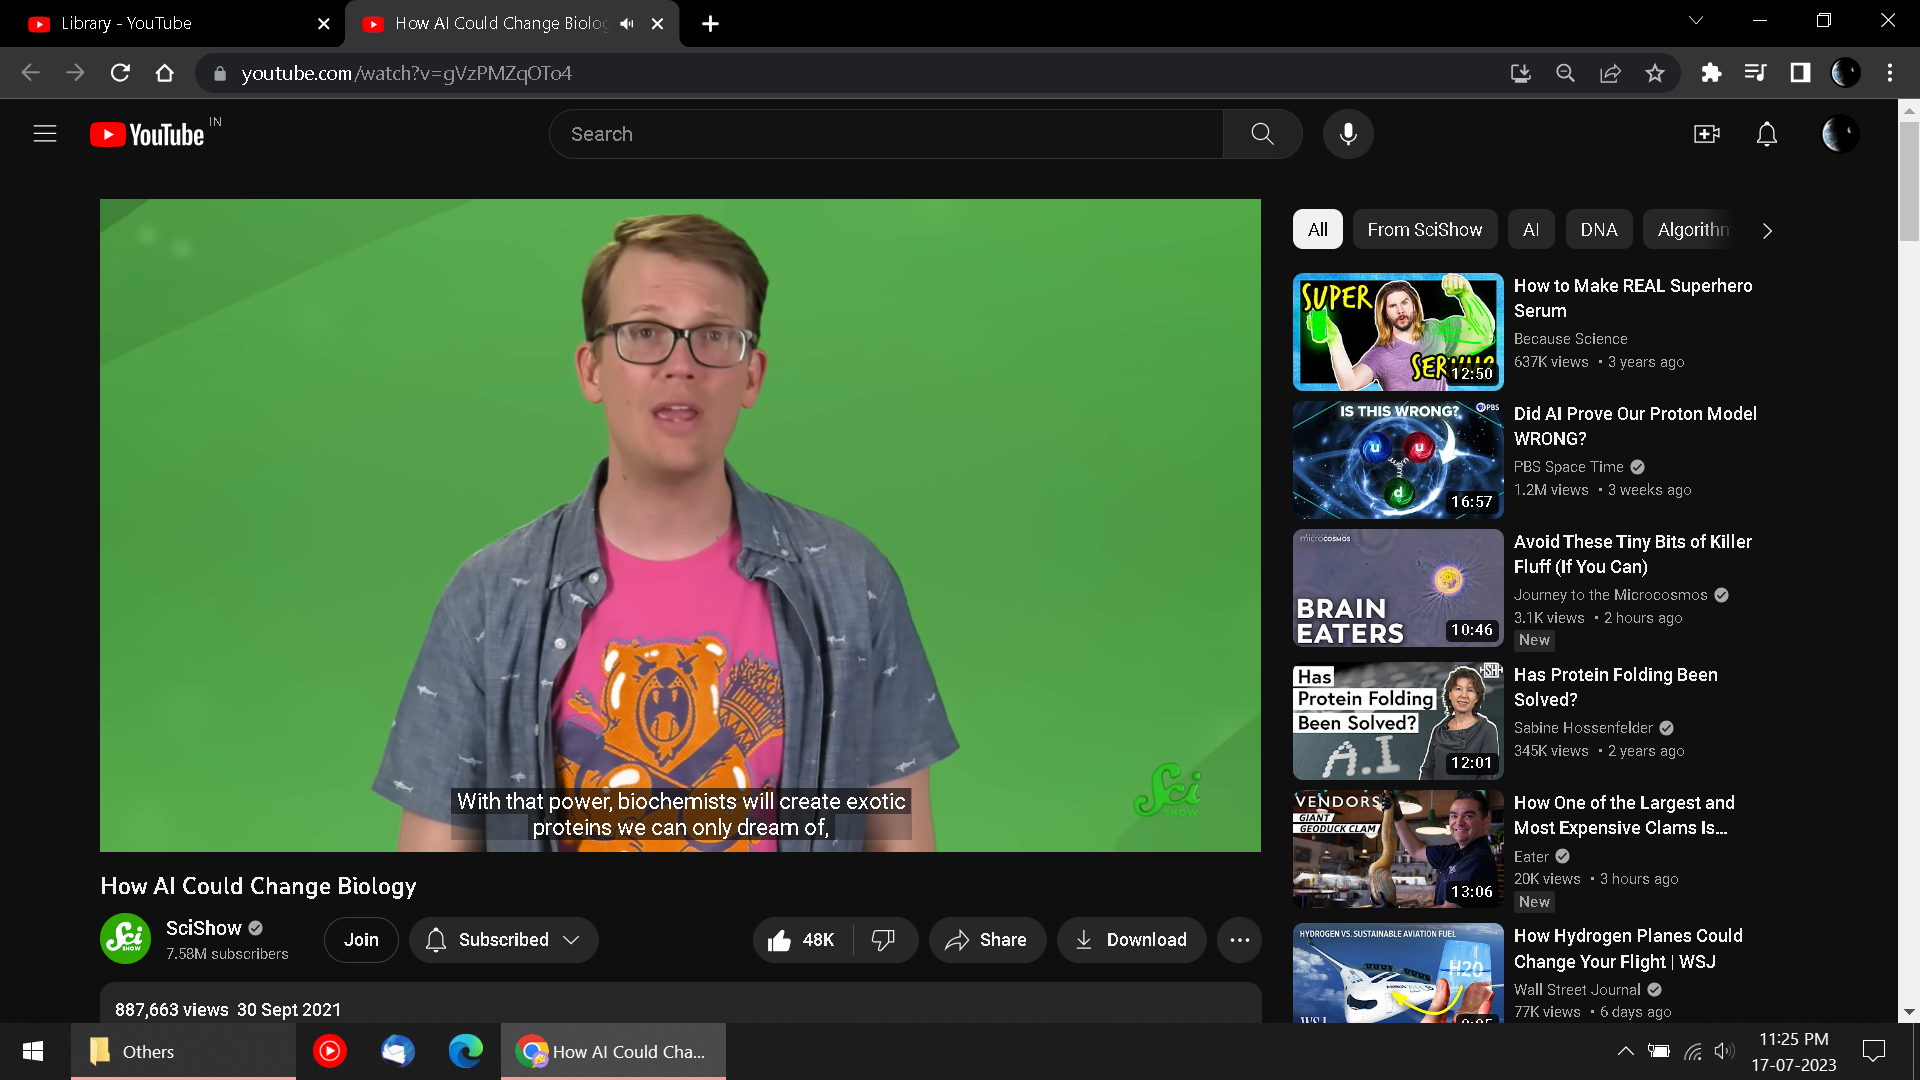 Library - YouTube
How AI Could Change Biolog
youtube.com/watch?v=gVzPMZqOTo4
YouTube IN
Search
With that power, biochemists will create exotic
proteins we can only dream of,
Sci
SHOW
How AI Could Change Biology
SciShow
7.58M subscribers
Join
Subscribed
48K
Share
Download
887,663 views 30 Sept 2021
All
From SciShow
AI
DNA
Algorithm
SUPER
SERUM?
12:50
How to Make REAL Superhero
Serum
Because Science
637K views • 3 years ago
IS THIS WRONG?
PBS
u
u
d
16:57
Did AI Prove Our Proton Model
WRONG?
PBS Space Time
1.2M views • 3 weeks ago
MICROCOSMOS
BRAIN
EATERS
10:46
Avoid These Tiny Bits of Killer
Fluff (If You Can)
Journey to the Microcosmos
3.1K views • 2 hours ago
New
Has
Protein Folding
Been Solved?
A.I
12:01
Has Protein Folding Been
Solved?
Sabine Hossenfelder
345K views • 2 years ago
VENDORS
GIANT
GEODUCK CLAM
13:06
How One of the Largest and
Most Expensive Clams Is...
Eater
20K views • 3 hours ago
New
HYDROGEN VS. SUSTAINABLE AVIATION FUEL
H20
WSJ
How Hydrogen Planes Could
Change Your Flight | WSJ
Wall Street Journal
77K views • 6 days ago
Others
How AI Could Cha...
11:25 PM
17-07-2023